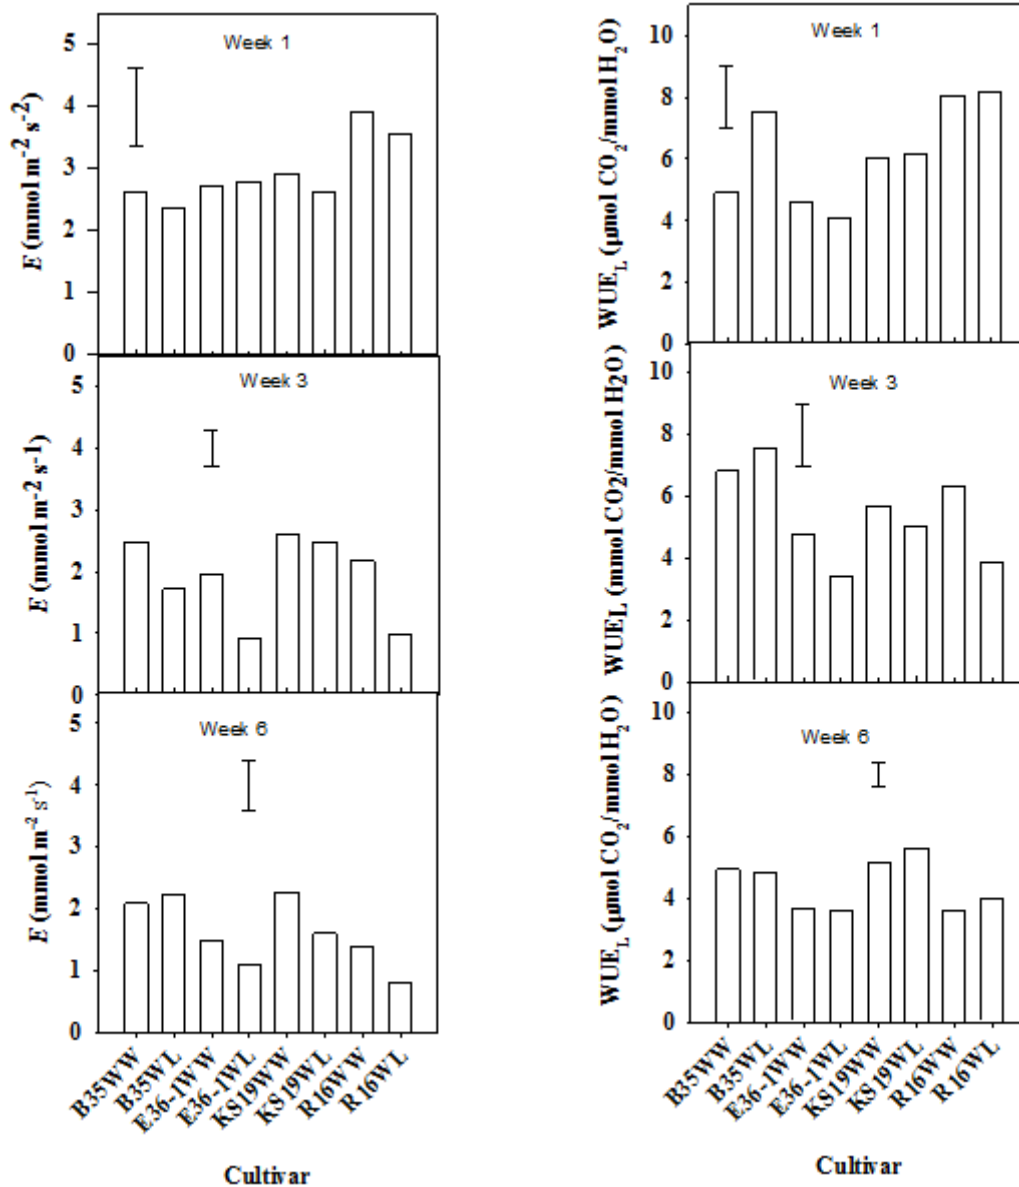 Week 1
5
4
3
2
1
0
E (mmol m⁻² s⁻²)
Week 3
5
4
3
2
1
0
E (mmol m⁻² s⁻¹)
Week 6
5
4
3
2
1
0
E (mmol m⁻² s⁻¹)
B35WW
B35WL
E36-1WW
E36-1WL
KS19WW
KS19WL
R16WW
R16WL
Cultivar
Week 1
10
8
6
4
2
0
WUE_L (µmol CO₂/mmol H₂O)
Week 3
10
8
6
4
2
0
WUE_L (mmol CO2/mmol H2O)
Week 6
10
8
6
4
2
0
WUE_L (µmol CO₂/mmol H₂O)
B35WW
B35WL
E36-1WW
E36-1WL
KS19WW
KS19WL
R16WW
R16WL
Cultivar